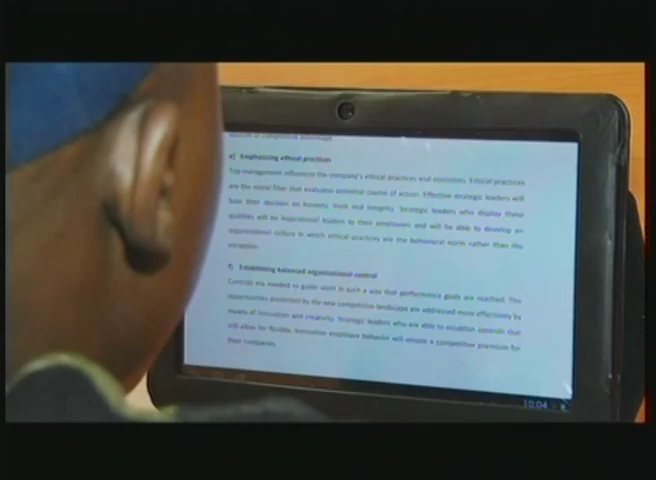 sources of competitive advantage.
e) Emphasizing ethical practices
Top management influences the company's ethical practices and outcomes. Ethical practices
are the moral filter that evaluates potential course of action. Effective strategic leaders will
base their decision on honesty, trust and integrity. Strategic leaders who display these
qualities will be inspirational leaders to their employees and will be able to develop an
organizational culture in which ethical practices are the behavioral norm rather than the
exception.
f) Establishing balanced organizational control
Controls are needed to guide work in such a way that performance goals are reached. The
opportunities presented by the new competitive landscape are addressed more effectively by
means of innovation and creativity. Strategic leaders who are able to establish controls that
still allow for flexible, innovative employee behavior will ensure a competitive premium for
their companies.
10:04